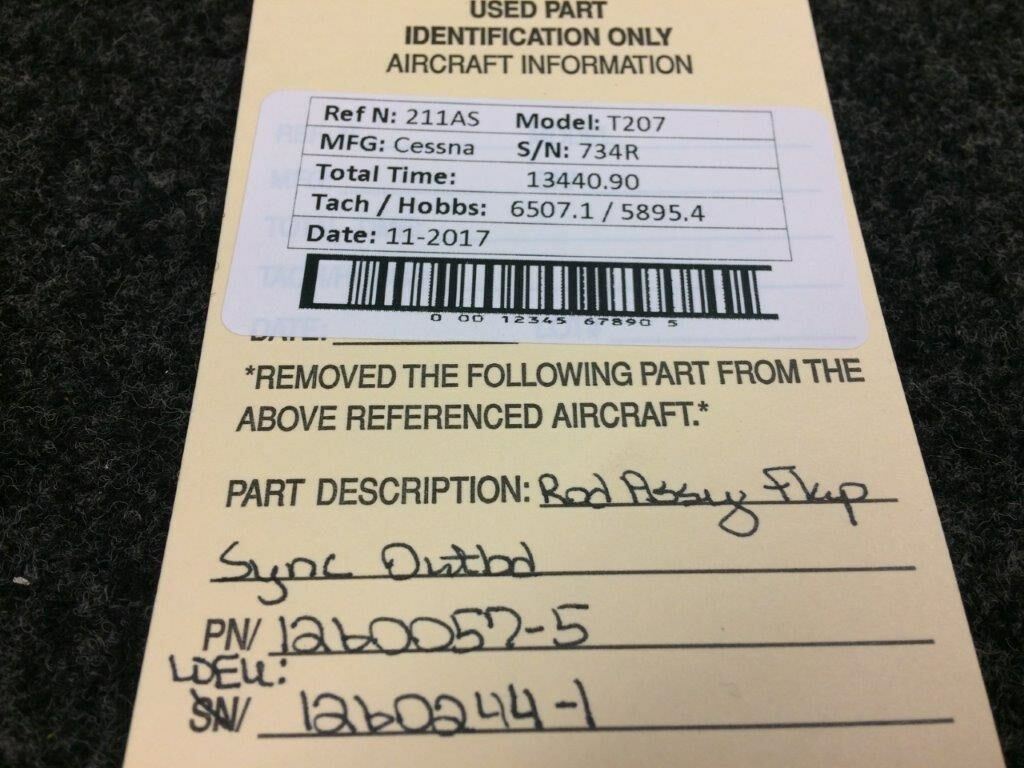 USED PART
IDENTIFICATION ONLY
AIRCRAFT INFORMATION
Ref N: 211AS Model: T207
MFG: Cessna S/N: 734R
Total Time: 13440.90
Tach / Hobbs: 6507.1 / 5895.4
Date: 11-2017
0 00 12345 67890 5
DATE:
*REMOVED THE FOLLOWING PART FROM THE
ABOVE REFERENCED AIRCRAFT.*
PART DESCRIPTION: Rod Assy Flap
Sync Outbd
PN/ 1260057-5
SN/ 1260244-1